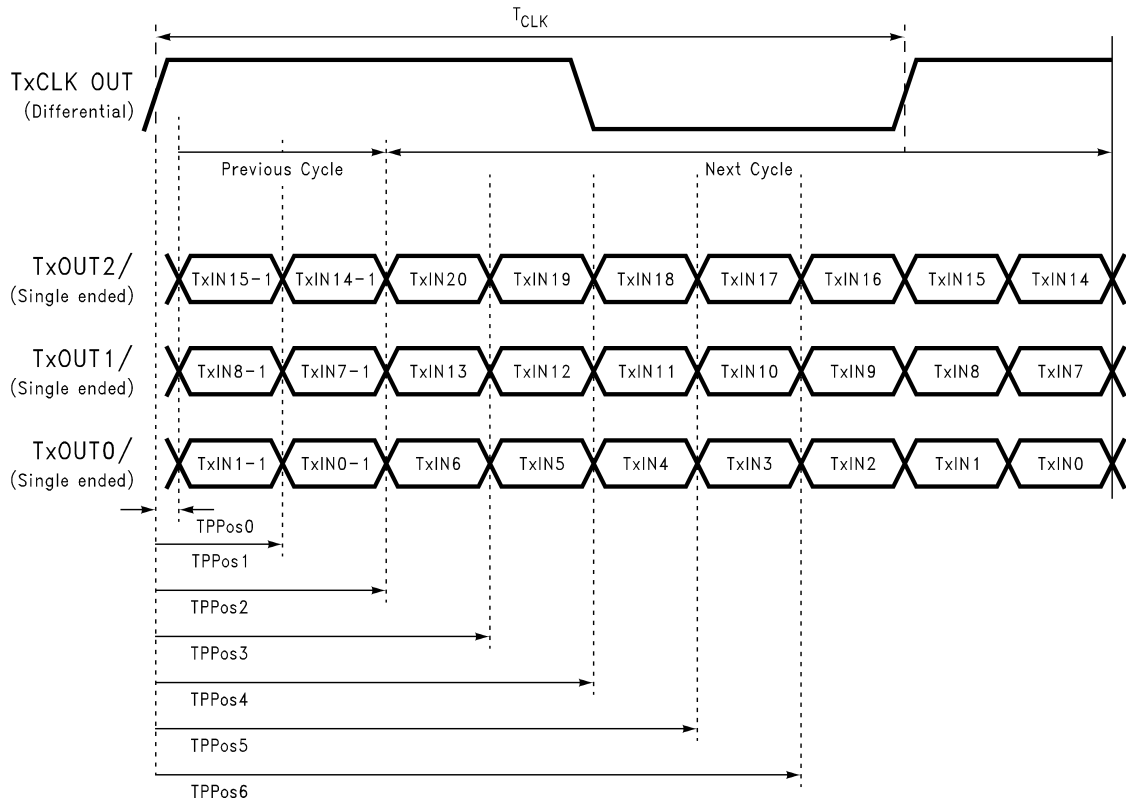 TCLK
TxCLK OUT
(Differential)
Previous Cycle
Next Cycle
TxOUT2/
(Single ended)
TxIN15-1 TxIN14-1 TxIN20 TxIN19 TxIN18 TxIN17 TxIN16 TxIN15 TxIN14
TxOUT1/
(Single ended)
TxIN8-1 TxIN7-1 TxIN13 TxIN12 TxIN11 TxIN10 TxIN9 TxIN8 TxIN7
TxOUT0/
(Single ended)
TxIN1-1 TxIN0-1 TxIN6 TxIN5 TxIN4 TxIN3 TxIN2 TxIN1 TxIN0
TPPos0
TPPos1
TPPos2
TPPos3
TPPos4
TPPos5
TPPos6